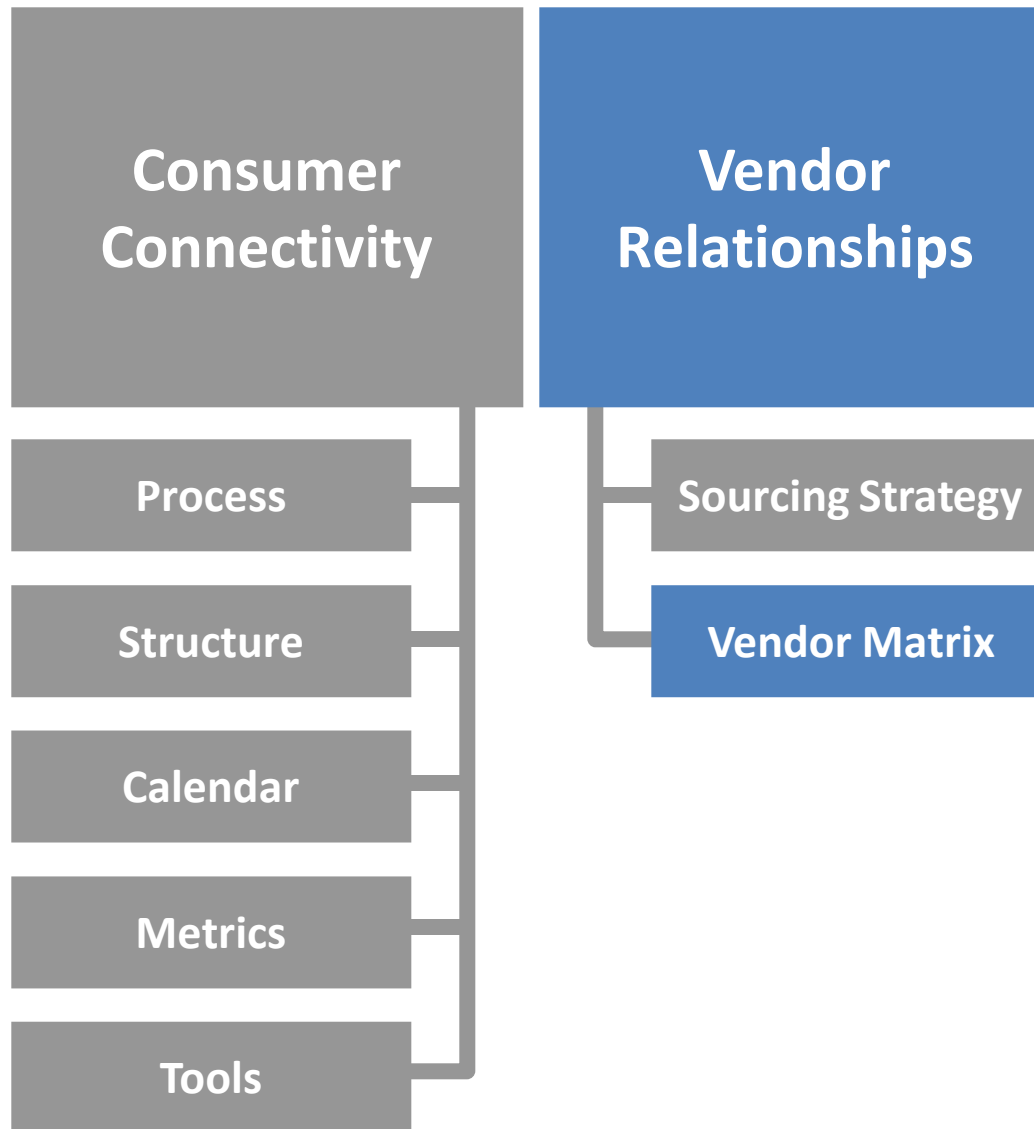 Consumer
Connectivity
Process
Structure
Calendar
Metrics
Tools
Vendor
Relationships
Sourcing Strategy
Vendor Matrix